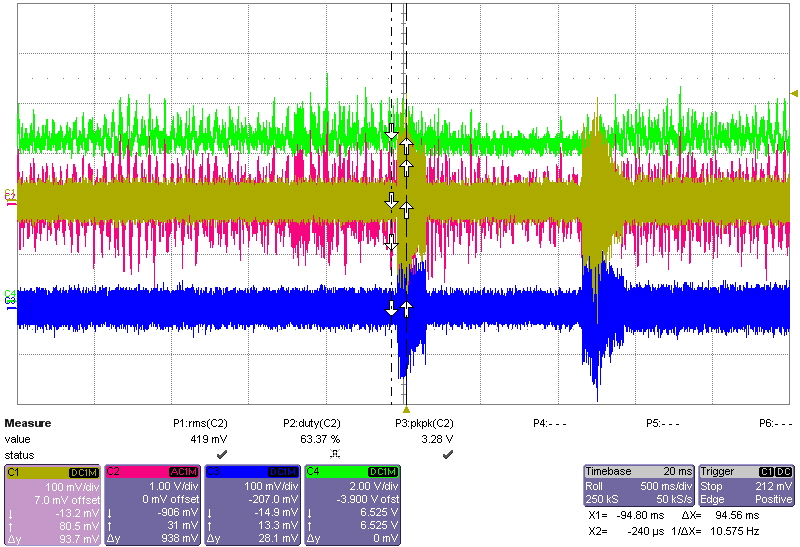 C1
C4
Measure P1:rms(C2) P2:duty(C2) P3:pkpk(C2) P4:- - - P5:- - - P6:- - -
value 419 mV 63.37 % 3.28 V
status
C1 DC1M C2 AC1M C3 DC1M C4 DC1M Timebase 20 ms Trigger C1 DC
100 mV/div 1.00 V/div 100 mV/div 2.00 V/div Roll 500 ms/div Stop 212 mV
7.0 mV offset 0 mV offset -207.0 mV -3.900 V ofst 250 kS 50 kS/s Edge Positive
↓ -13.2 mV ↓ -906 mV ↓ -14.9 mV ↓ 6.525 V X1= -94.80 ms ΔX= 94.56 ms
↑ 80.5 mV ↑ 31 mV ↑ 13.3 mV ↑ 6.525 V X2= -240 µs 1/ΔX= 10.575 Hz
Δy 93.7 mV Δy 938 mV Δy 28.1 mV Δy 0 mV